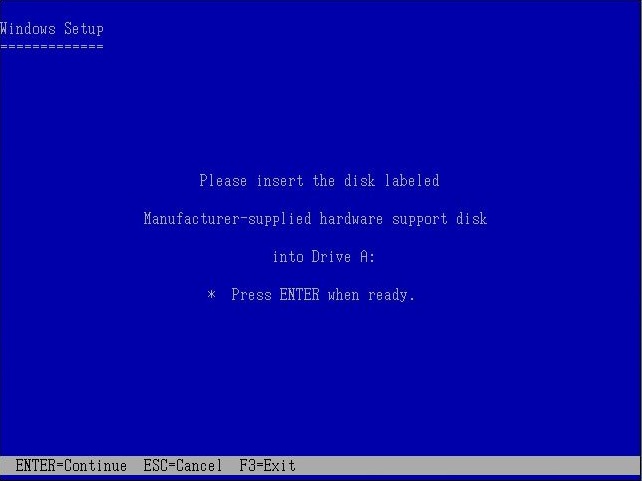 Windows Setup
=============
Please insert the disk labeled
Manufacturer-supplied hardware support disk
into Drive A:
* Press ENTER when ready.
ENTER=Continue ESC=Cancel F3=Exit